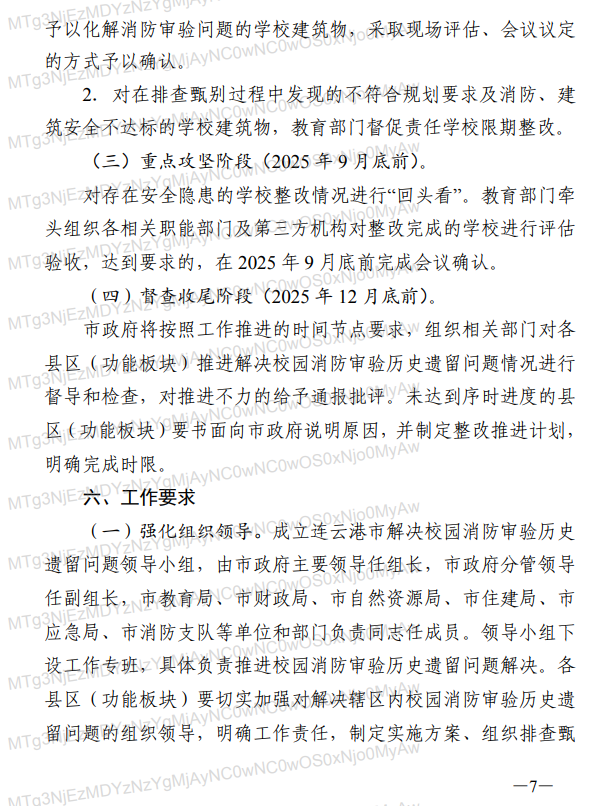 予以化解消防审验问题的学校建筑物，采取现场评估、会议议定
的方式予以确认。
2．对在排查甄别过程中发现的不符合规划要求及消防、建
筑安全不达标的学校建筑物，教育部门督促责任学校限期整改。
（三）重点攻坚阶段（2025 年 9 月底前）。
对存在安全隐患的学校整改情况进行“回头看”。教育部门牵
头组织各相关职能部门及第三方机构对整改完成的学校进行评估
验收，达到要求的，在 2025 年 9 月底前完成会议确认。
（四）督查收尾阶段（2025 年 12 月底前）。
市政府将按照工作推进的时间节点要求，组织相关部门对各
县区（功能板块）推进解决校园消防审验历史遗留问题情况进行
督导和检查，对推进不力的给予通报批评。未达到序时进度的县
区（功能板块）要书面向市政府说明原因，并制定整改推进计划，
明确完成时限。
六、工作要求
（一）强化组织领导。成立连云港市解决校园消防审验历史
遗留问题领导小组，由市政府主要领导任组长，市政府分管领导
任副组长，市教育局、市财政局、市自然资源局、市住建局、市
应急局、市消防支队等单位和部门负责同志任成员。领导小组下
设工作专班，具体负责推进校园消防审验历史遗留问题解决。各
县区（功能板块）要切实加强对解决辖区内校园消防审验历史遗
留问题的组织领导，明确工作责任，制定实施方案、组织排查甄
—7—
MTg3NjEzMDYzNzYgMjAyNC0wNC0wOS0xNjo0MyAw